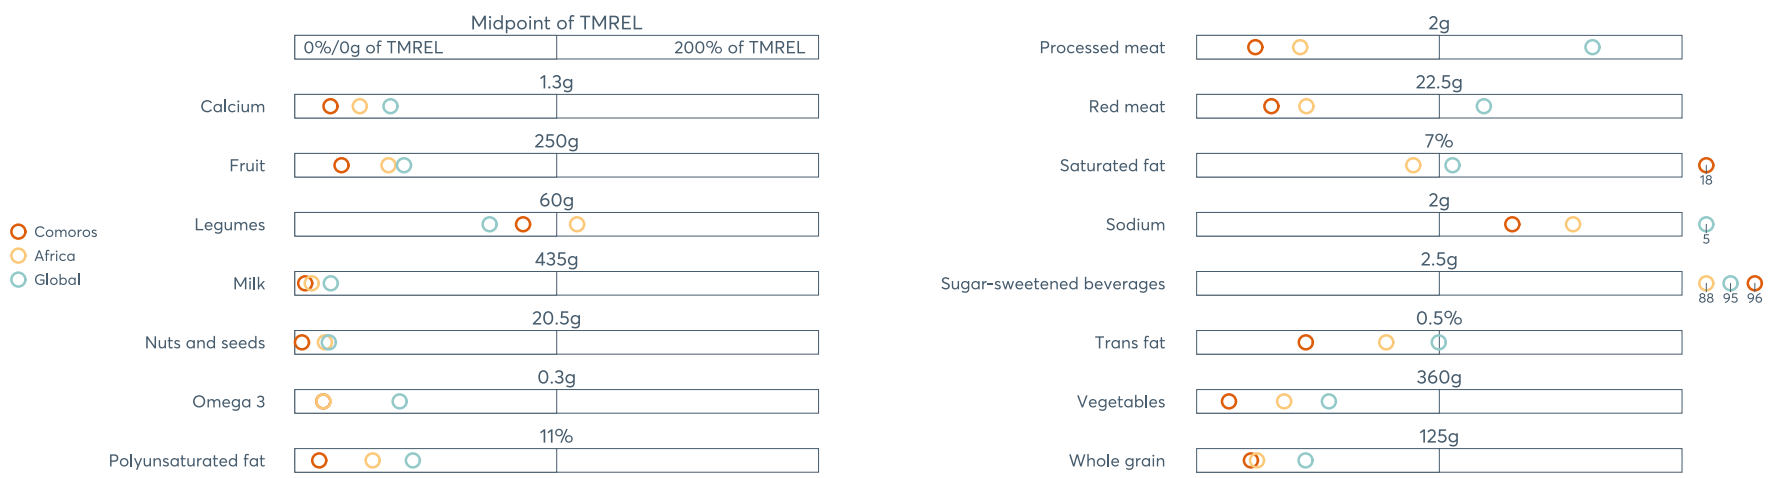 Midpoint of TMREL
0%/0g of TMREL 200% of TMREL
1.3g
Calcium
250g
Fruit
60g
Legumes
435g
Milk
20.5g
Nuts and seeds
0.3g
Omega 3
11%
Polyunsaturated fat
Comoros
Africa
Global
2g
Processed meat
22.5g
Red meat
7%
Saturated fat
18
2g
Sodium
5
2.5g
Sugar-sweetened beverages
88 95 96
0.5%
Trans fat
360g
Vegetables
125g
Whole grain